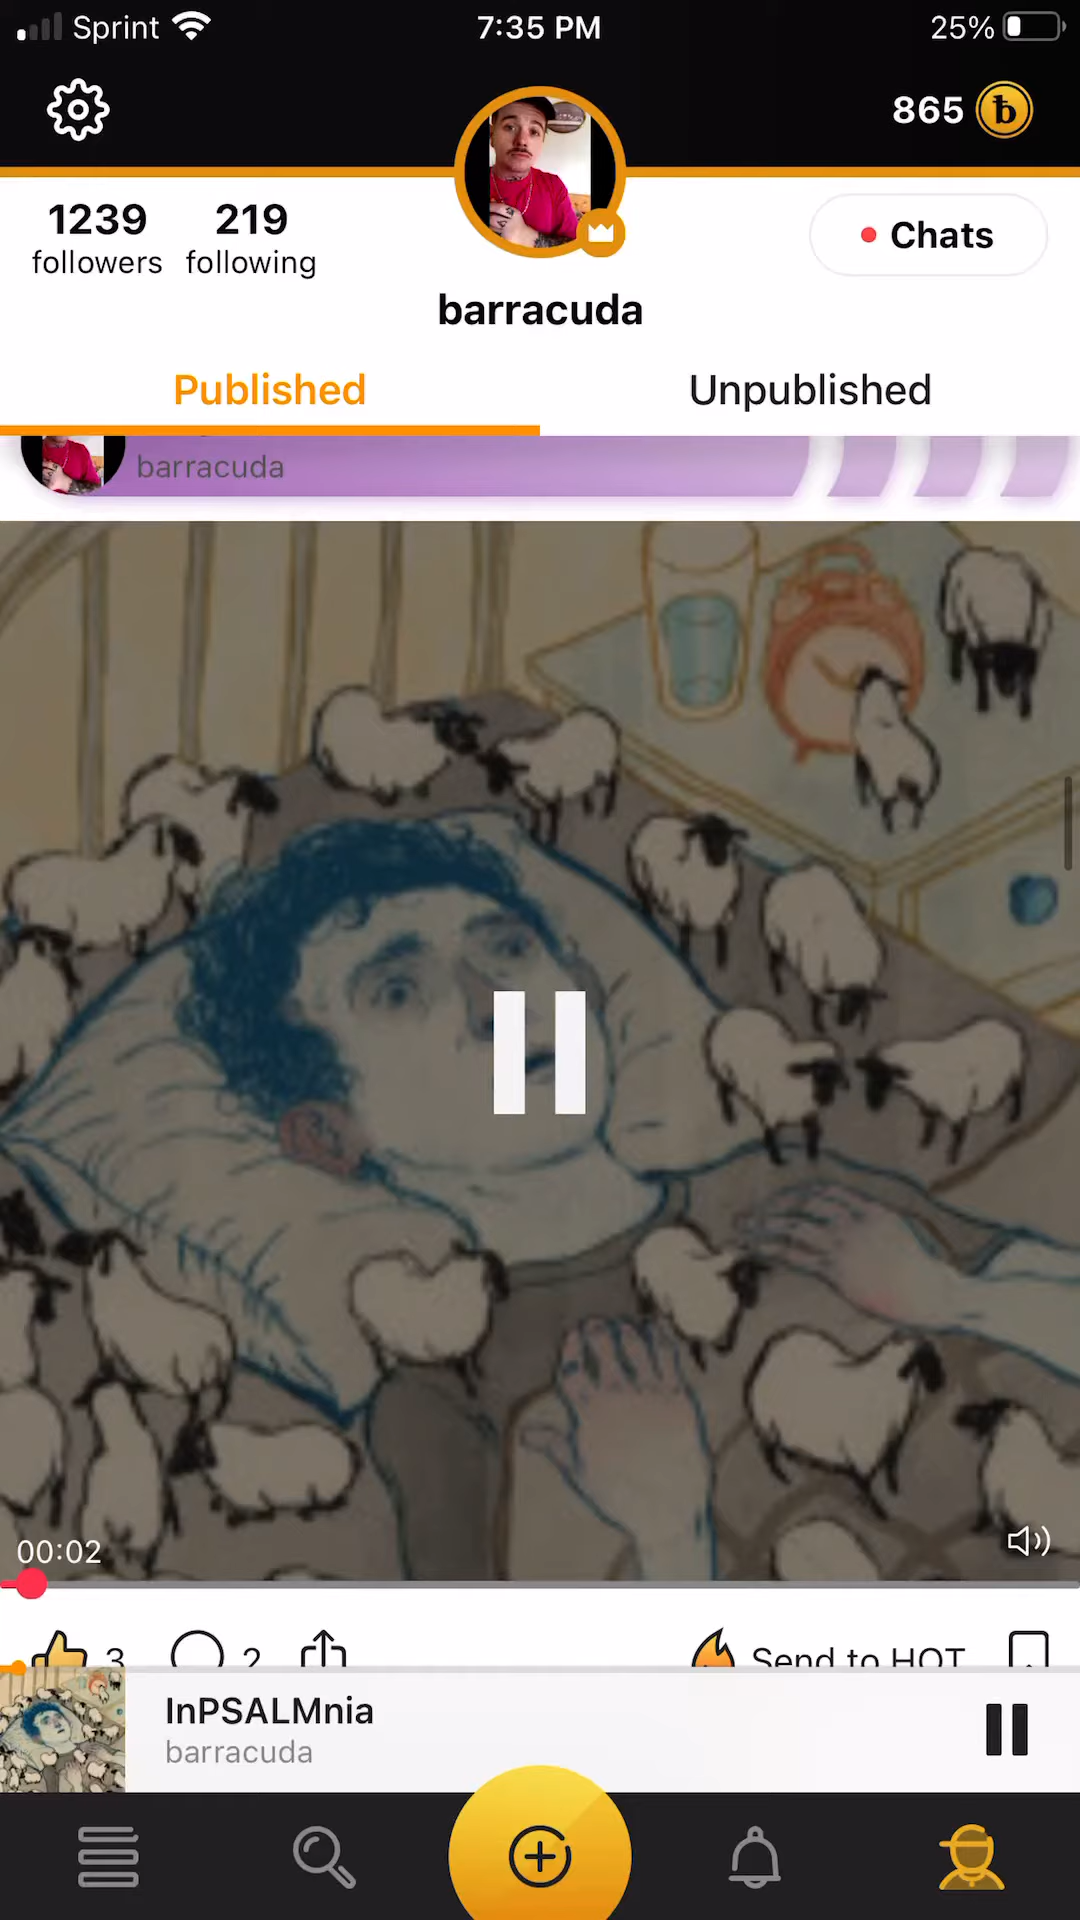 Sprint 7:35 PM 25%
865
1239 219
followers following
Chats
barracuda
Published Unpublished
barracuda
00:02
3 2 Send to HOT
InPSALMnia
barracuda